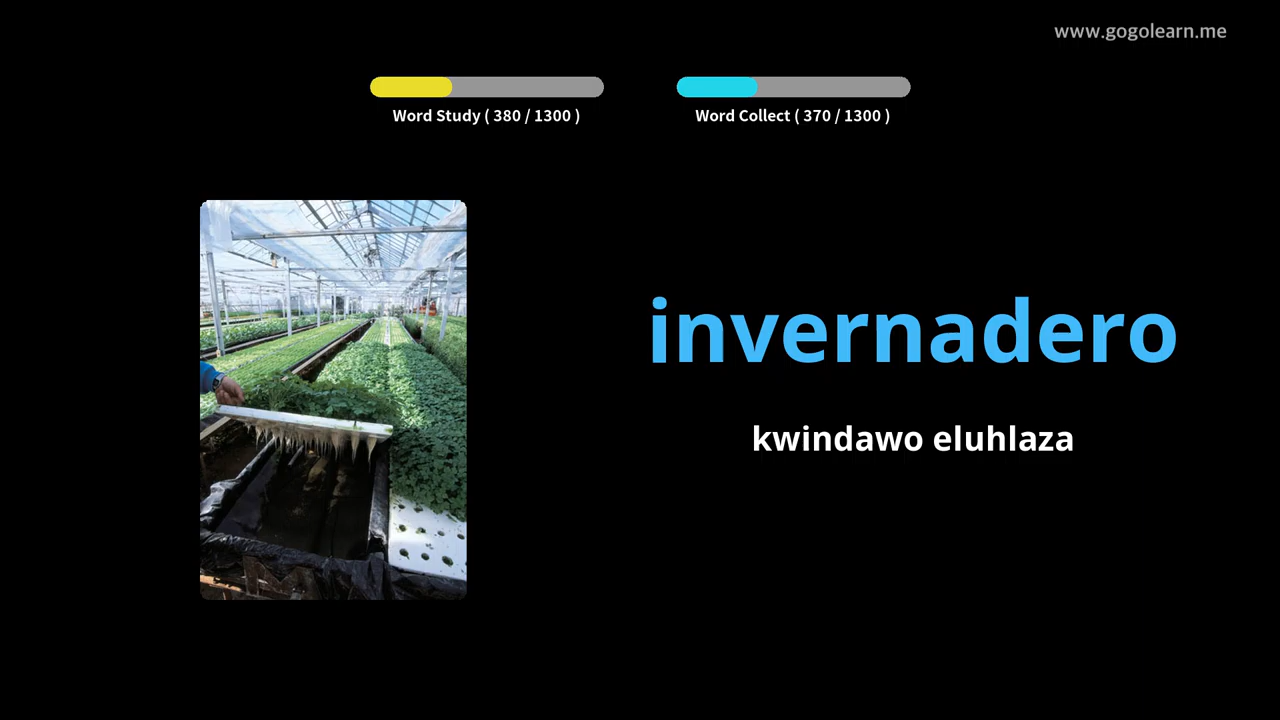 www.gogolearn.me
Word Study ( 380 / 1300 )
Word Collect ( 370 / 1300 )
invernadero
kwindawo eluhlaza